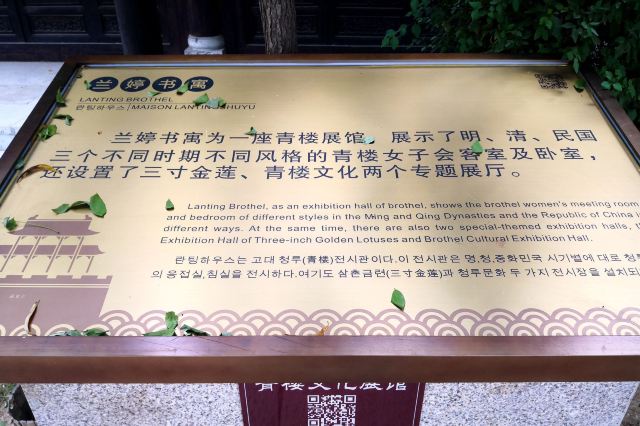 兰婷书寓
LANTING BROTHEL
란팅하우스 | MAISON LANTING SHUYU
兰婷书寓为一座青楼展馆，展示了明、清、民国
三个不同时期不同风格的青楼女子会客室及卧室，
还设置了三寸金莲、青楼文化两个专题展厅。
Lanting Brothel, as an exhibition hall of brothel, shows the brothel women's meeting room
and bedroom of different styles in the Ming and Qing Dynasties and the Republic of China
different ways. At the same time, there are also two special-themed exhibition halls,
Exhibition Hall of Three-inch Golden Lotuses and Brothel Cultural Exhibition Hall.
란팅하우스는 고대 청루(青樓)전시관이다.이 전시관은 명,청,중화민국 시기별에 대로 청루
의 응접실,침실을 전시하다.여기도 삼촌금련(三寸金莲)과 청루문화 두 가지 전시장을 설치되
青楼文化展馆